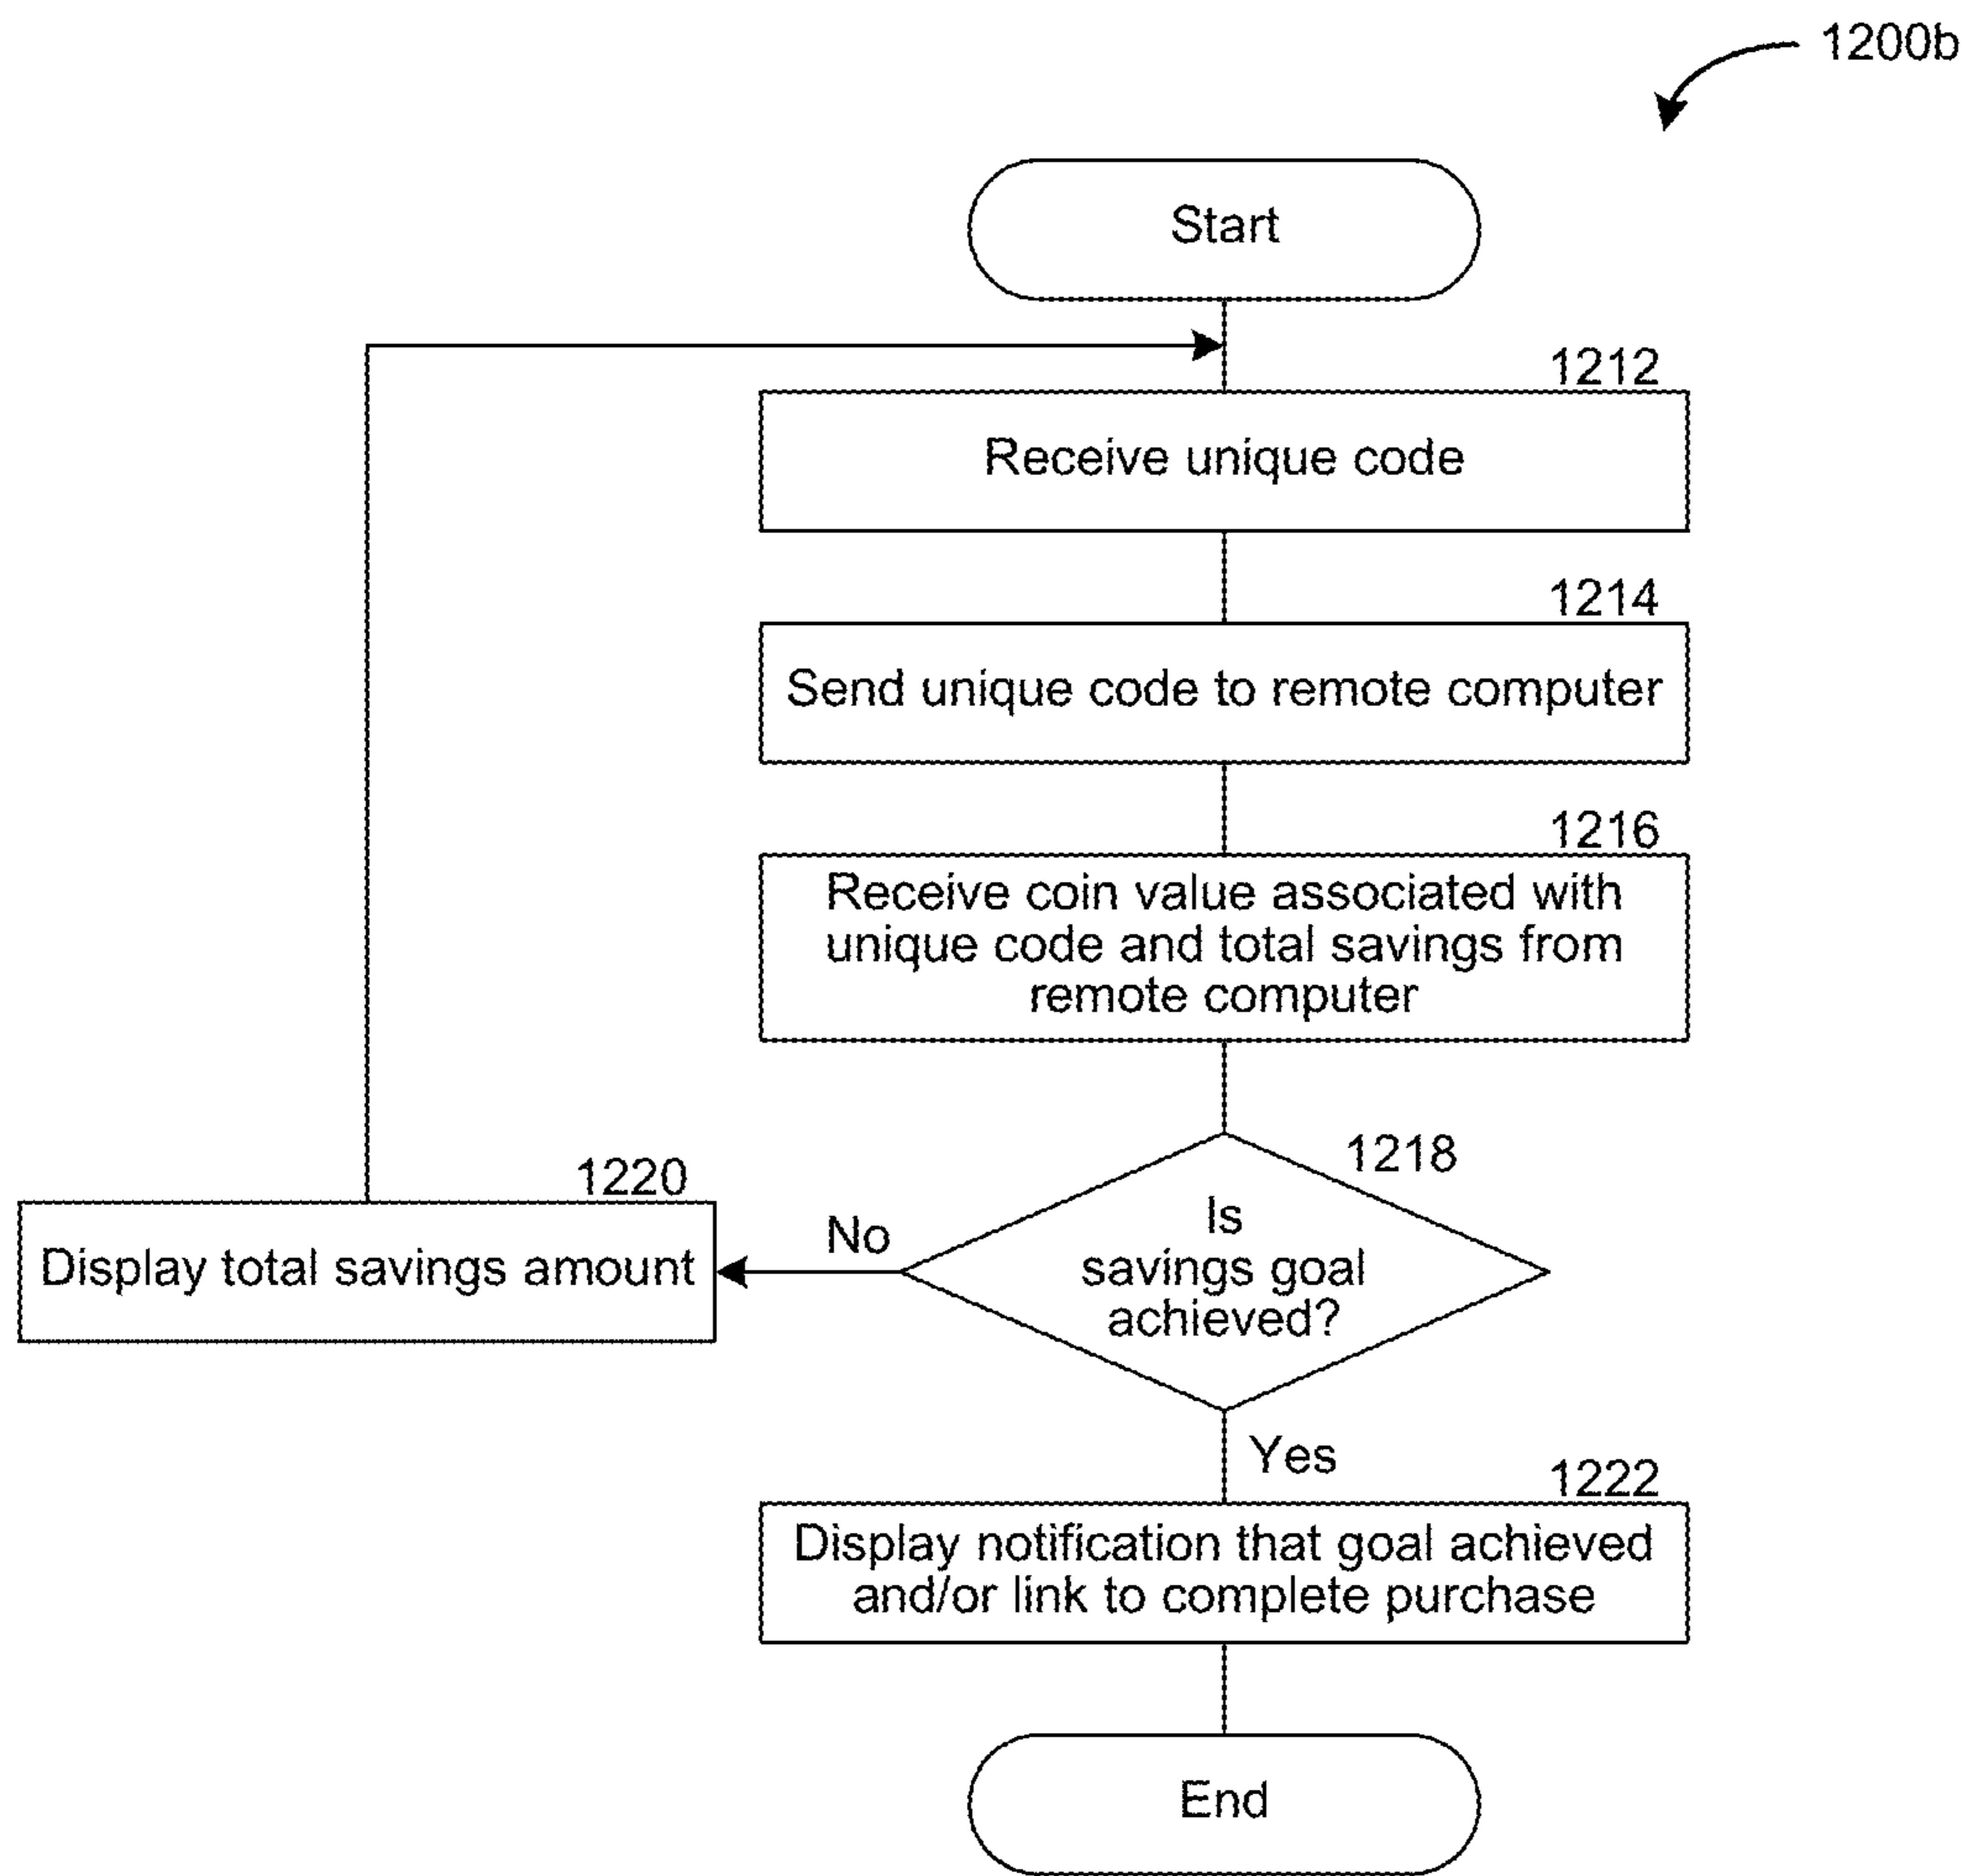 1200b
Start
1212
Receive unique code
1214
Send unique code to remote computer
1216
Receive coin value associated with
unique code and total savings from
remote computer
1218
Is
savings goal
achieved?
No
1220
Display total savings amount
Yes
1222
Display notification that goal achieved
and/or link to complete purchase
End